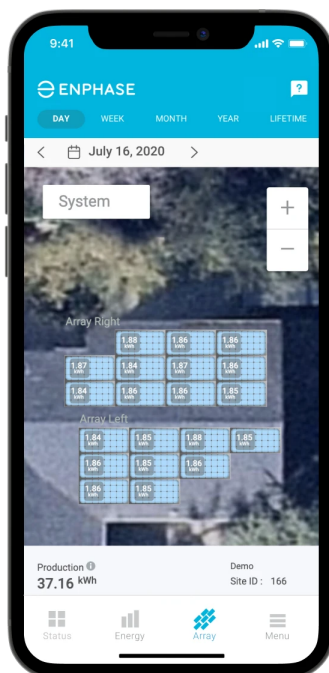 9:41
ENPHASE
?
DAY WEEK MONTH YEAR LIFETIME
July 16, 2020
System
+
−
Array Right
1.88 kWh 1.86 kWh 1.86 kWh
1.87 kWh 1.84 kWh 1.87 kWh 1.86 kWh
1.84 kWh 1.86 kWh 1.86 kWh 1.85 kWh
Array Left
1.84 kWh 1.85 kWh 1.88 kWh 1.85 kWh
1.86 kWh 1.85 kWh 1.86 kWh
1.86 kWh 1.85 kWh
Production i Demo
37.16 kWh Site ID : 166
Status Energy Array Menu